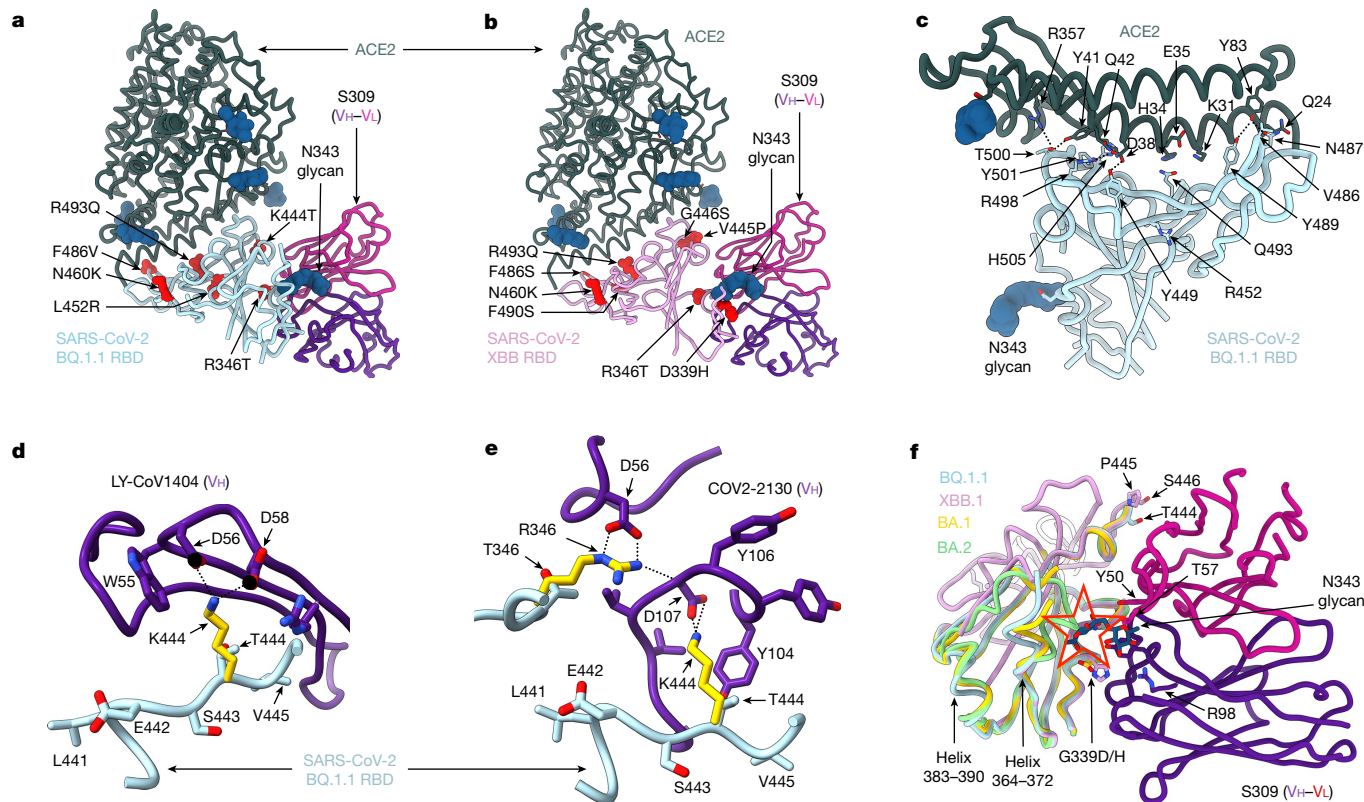 a
ACE2
S309
(VH–VL)
N343
glycan
R493Q
K444T
F486V
N460K
L452R
SARS-CoV-2
BQ.1.1 RBD
R346T
b
ACE2
S309
(VH–VL)
N343
glycan
G446S
V445P
R493Q
F486S
N460K
F490S
SARS-CoV-2
XBB RBD
R346T
D339H
c
ACE2
R357
Y41
Q42
E35
Y83
H34
K31
Q24
D38
T500
Y501
R498
N487
V486
Y489
Q493
H505
Y449
R452
N343
glycan
SARS-CoV-2
BQ.1.1 RBD
d
LY-CoV1404 (VH)
D58
D56
W55
K444
T444
E442
S443
V445
L441
SARS-CoV-2
BQ.1.1 RBD
e
D56
COV2-2130 (VH)
R346
T346
Y106
D107
Y104
K444
E442
L441
T444
S443
V445
f
BQ.1.1
XBB.1
BA.1
BA.2
P445
S446
T444
Y50
T57
N343
glycan
R98
Helix
383–390
Helix
364–372
G339D/H
S309 (VH–VL)